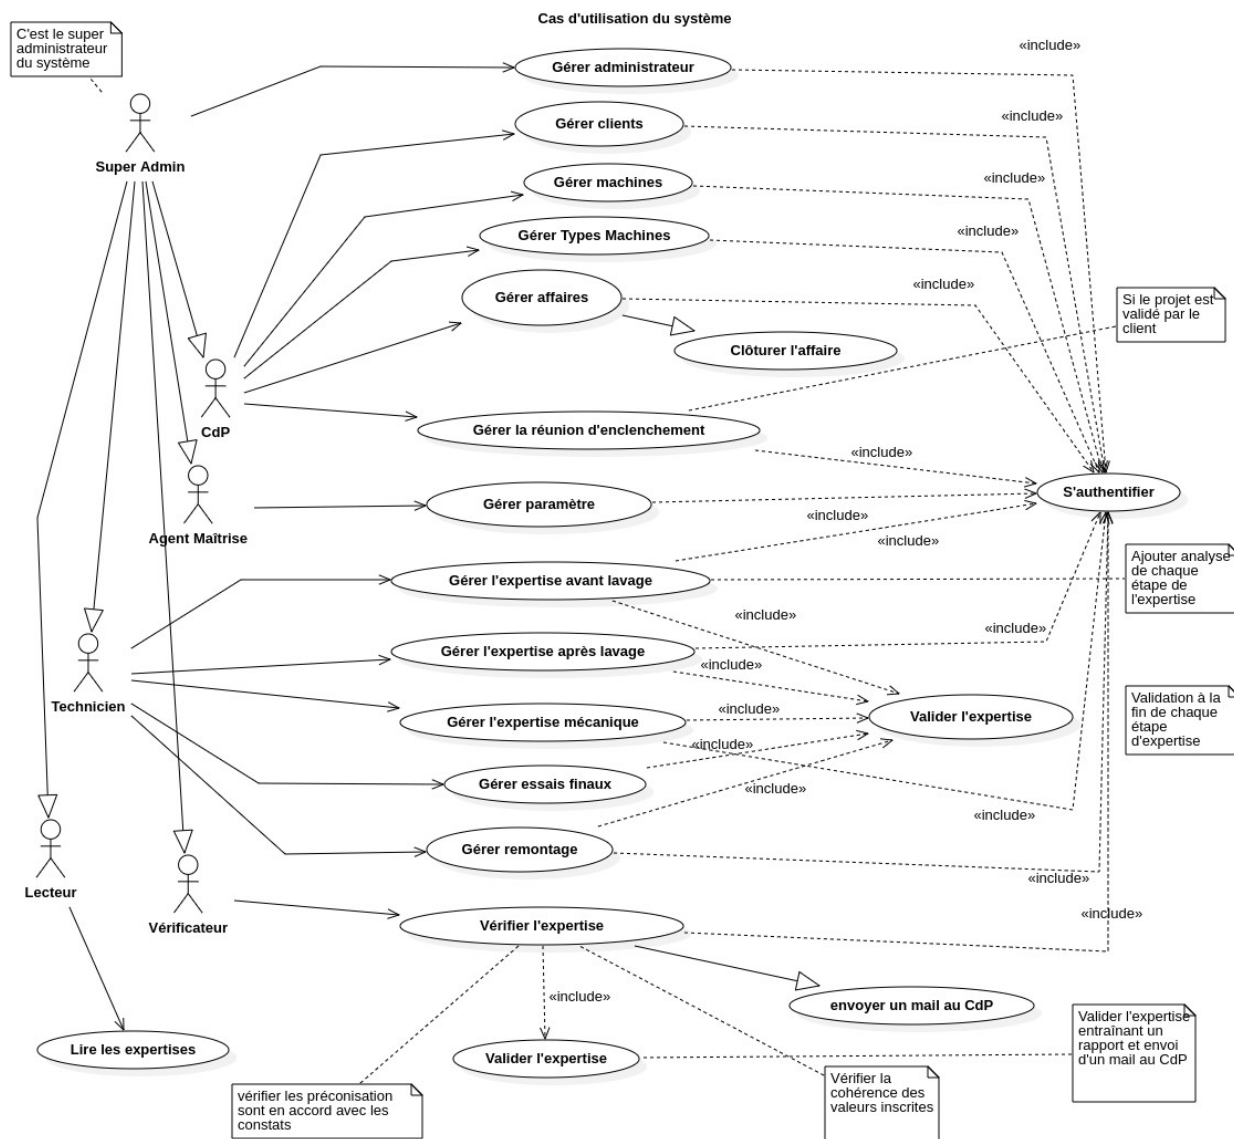 Cas d'utilisation du système
C'est le super
administrateur
du système
«include»
Gérer administrateur
Super Admin
«include»
Gérer clients
«include»
Gérer machines
«include»
Gérer Types Machines
«include»
Gérer affaires
Si le projet est
validé par le
client
Clôturer l'affaire
CdP
Gérer la réunion d'enclenchement
«include»
S'authentifier
Gérer paramètre
Agent Maîtrise
«include»
«include»
Gérer l'expertise avant lavage
Ajouter analyse
de chaque
étape de
l'expertise
«include»
«include»
Gérer l'expertise après lavage
«include»
Technicien
Gérer l'expertise mécanique
«include»
Valider l'expertise
Validation à la
fin de chaque
étape
d'expertise
«include»
Gérer essais finaux
«include»
«include»
Gérer remontage
«include»
Lecteur
Vérificateur
Vérifier l'expertise
«include»
«include»
envoyer un mail au CdP
Lire les expertises
Valider l'expertise
Valider l'expertise
entraînant un
rapport et envoi
d'un mail au CdP
vérifier les préconisation
sont en accord avec les
constats
Vérifier la
cohérence des
valeurs inscrites